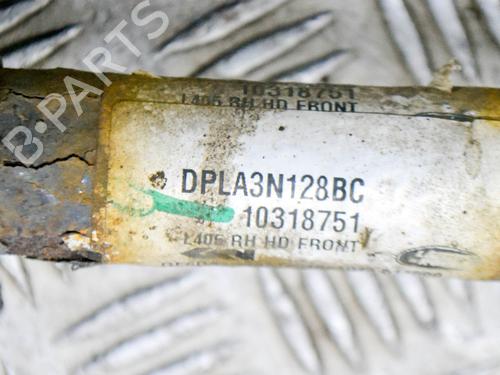 B-PARTS
10318751
L405 RH HD FRONT
DPLA3N128BC
10318751
L405 RH HD FRONT